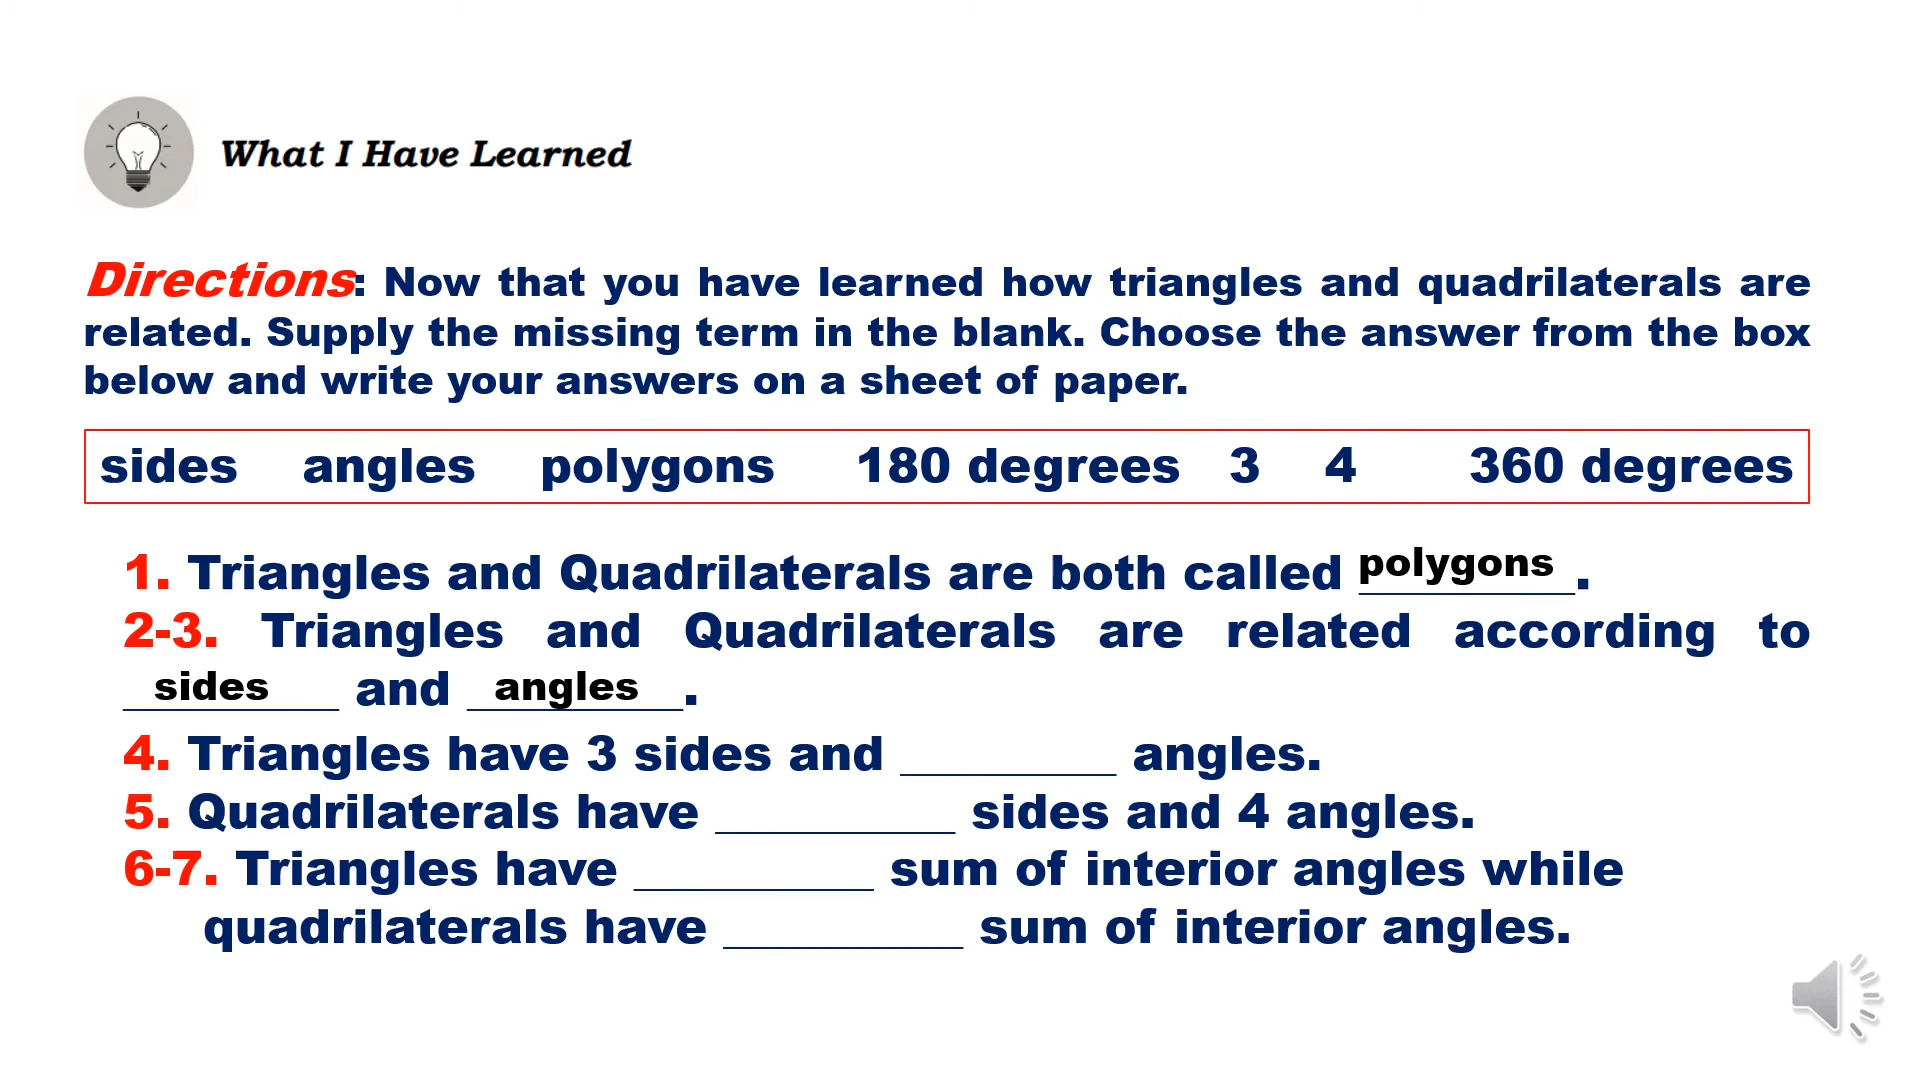 What I Have Learned
Directions: Now that you have learned how triangles and quadrilaterals are
related. Supply the missing term in the blank. Choose the answer from the box
below and write your answers on a sheet of paper.
sides angles polygons 180 degrees 3 4 360 degrees
1. Triangles and Quadrilaterals are both called polygons.
2-3. Triangles and Quadrilaterals are related according to
sides and angles.
4. Triangles have 3 sides and _________ angles.
5. Quadrilaterals have __________ sides and 4 angles.
6-7. Triangles have __________ sum of interior angles while
quadrilaterals have __________ sum of interior angles.